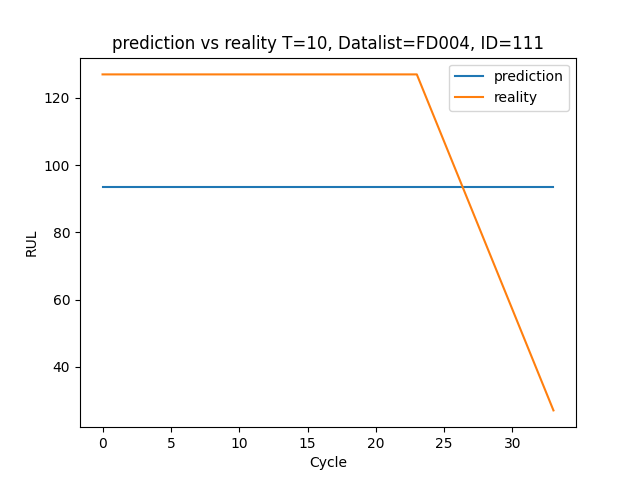 prediction vs reality T=10, Datalist=FD004, ID=111
prediction
reality
120
100
80
60
40
RUL
0 5 10 15 20 25 30
Cycle